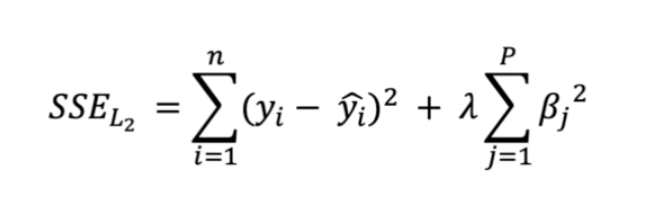 $SSE_{L_2} = \sum_{i=1}^{n} (y_i - \hat{y}_i)^2 + \lambda \sum_{j=1}^{P} \beta_j^2$